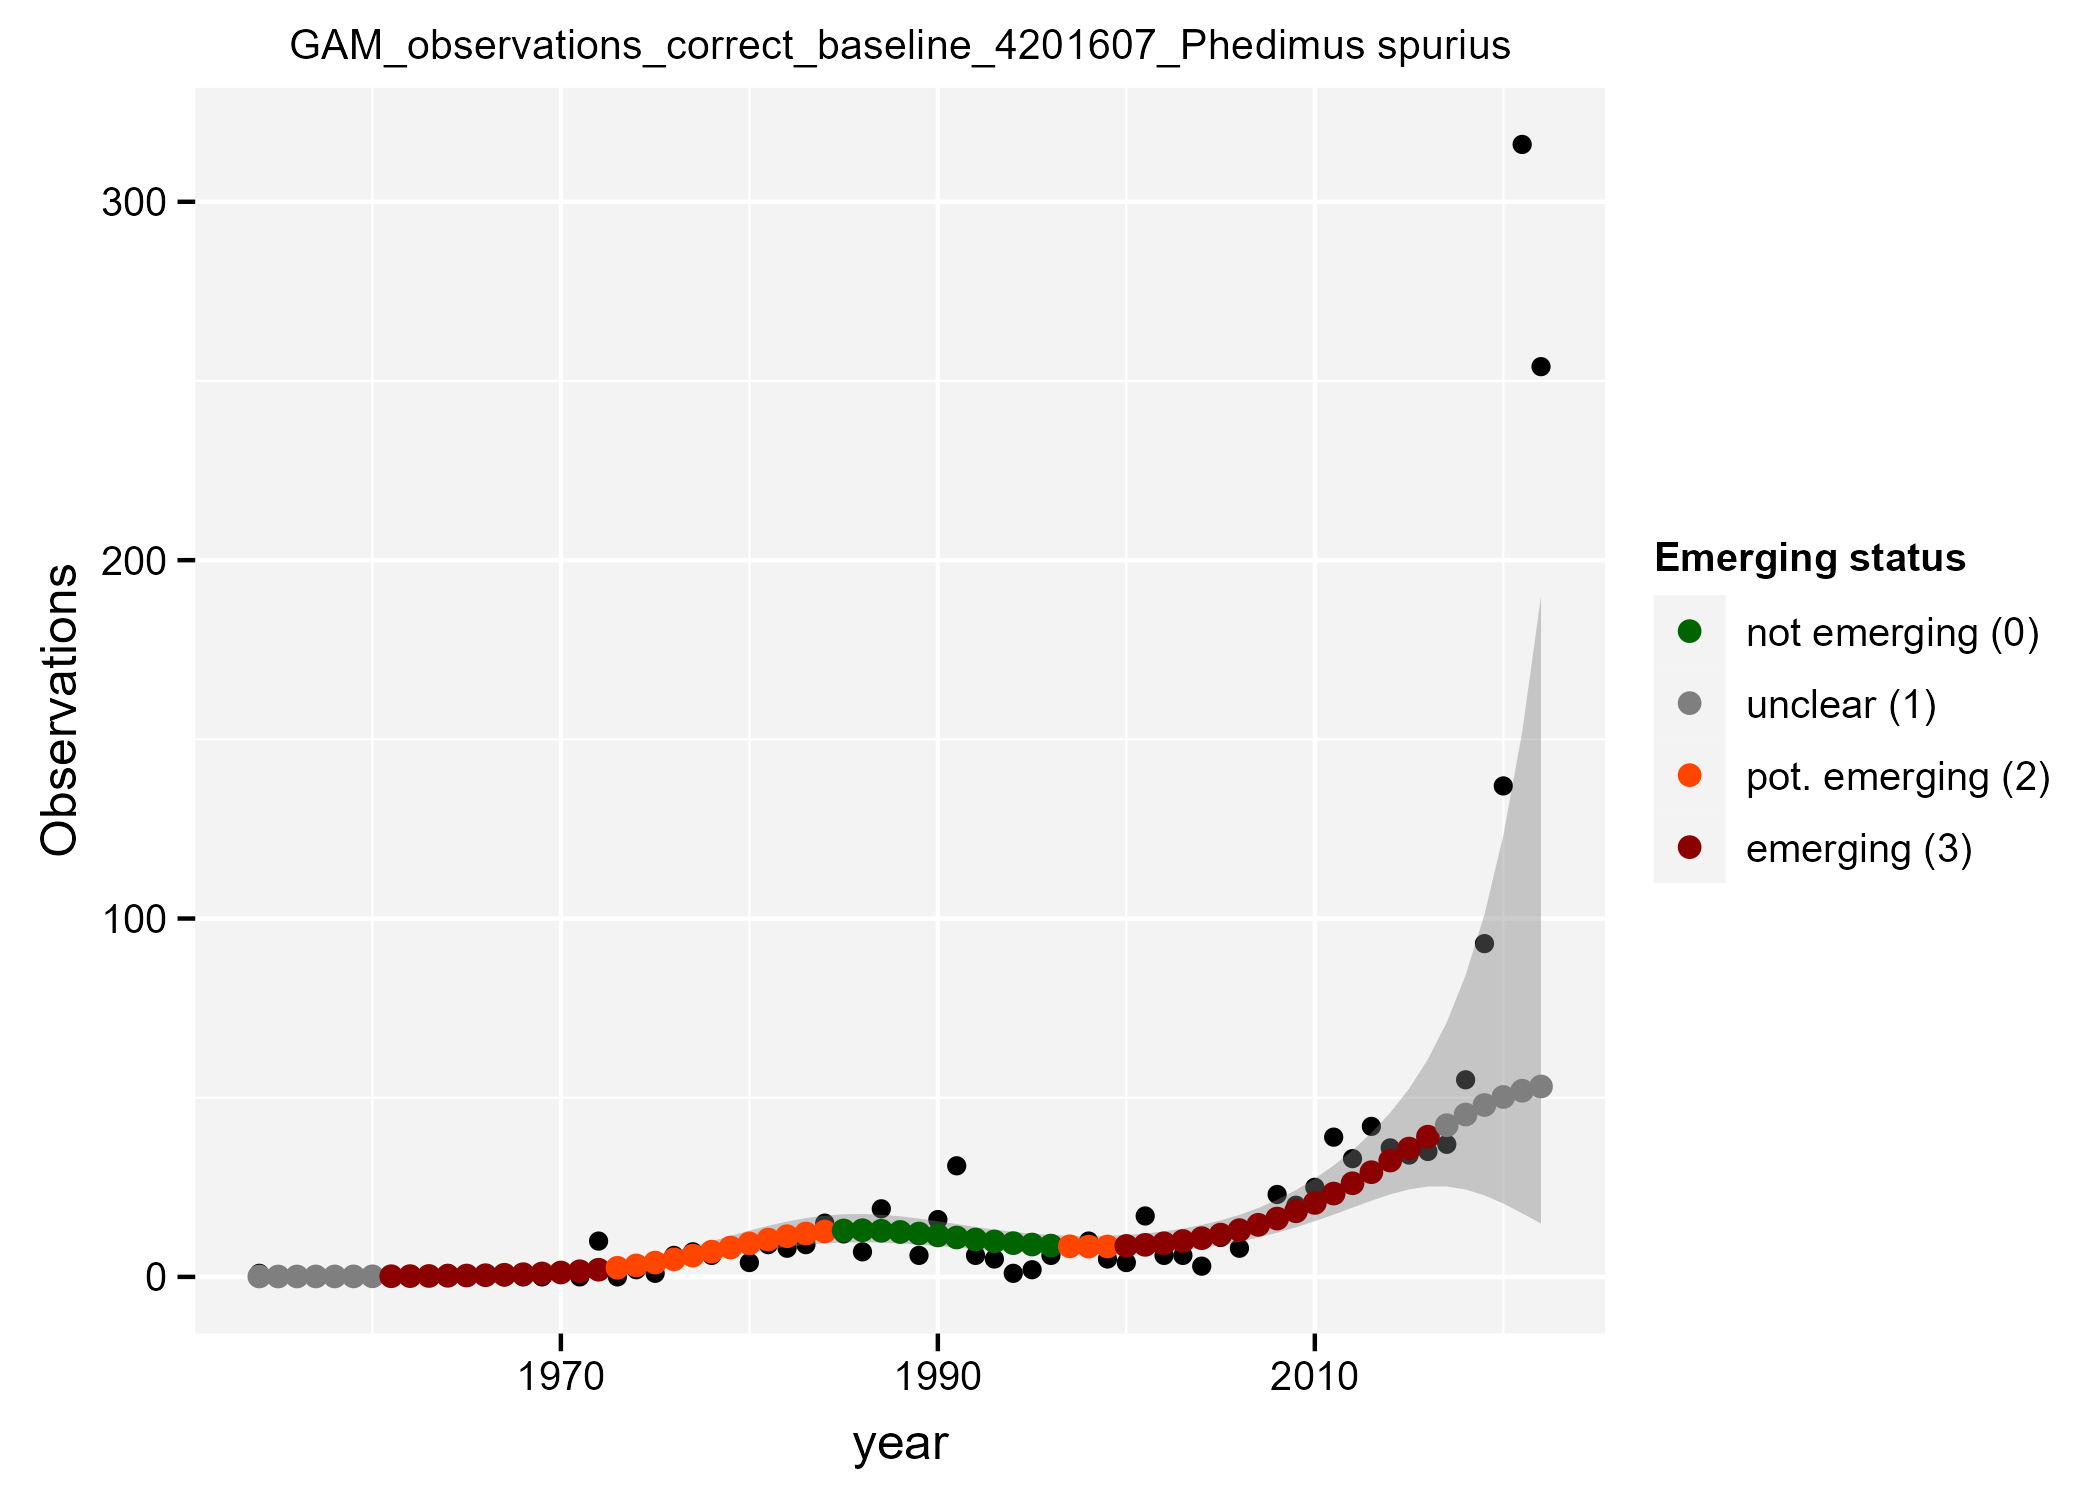 GAM_observations_correct_baseline_4201607_Phedimus spurius
300
200
100
0
Observations
1970
1990
2010
year
Emerging status
not emerging (0)
unclear (1)
pot. emerging (2)
emerging (3)